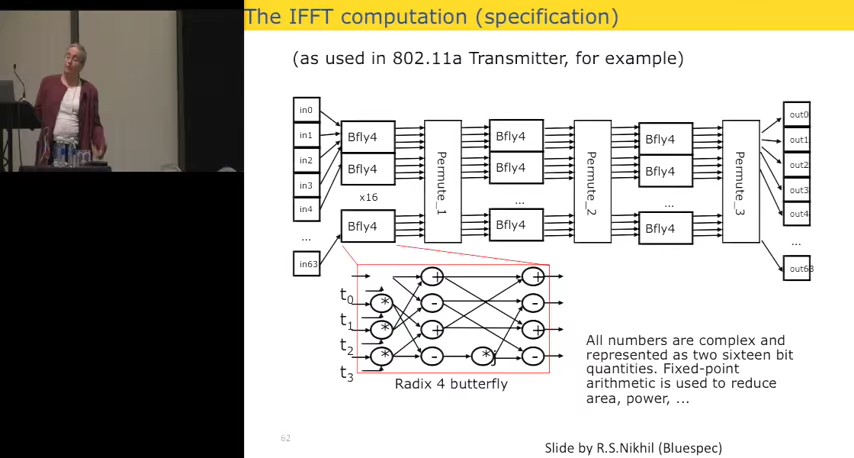 The IFFT computation (specification)
(as used in 802.11a Transmitter, for example)
in0
in1
in2
in3
in4
...
in63
Bfly4
Bfly4
x16
Bfly4
Permute_1
Bfly4
Bfly4
...
Bfly4
Permute_2
Bfly4
Bfly4
...
Bfly4
Permute_3
out0
out1
out2
out3
out4
...
out63
t0
t1
t2
t3
*
*
*
+
-
+
-
*j
+
-
+
-
Radix 4 butterfly
All numbers are complex and
represented as two sixteen bit
quantities. Fixed-point
arithmetic is used to reduce
area, power, ...
62
Slide by R.S.Nikhil (Bluespec)